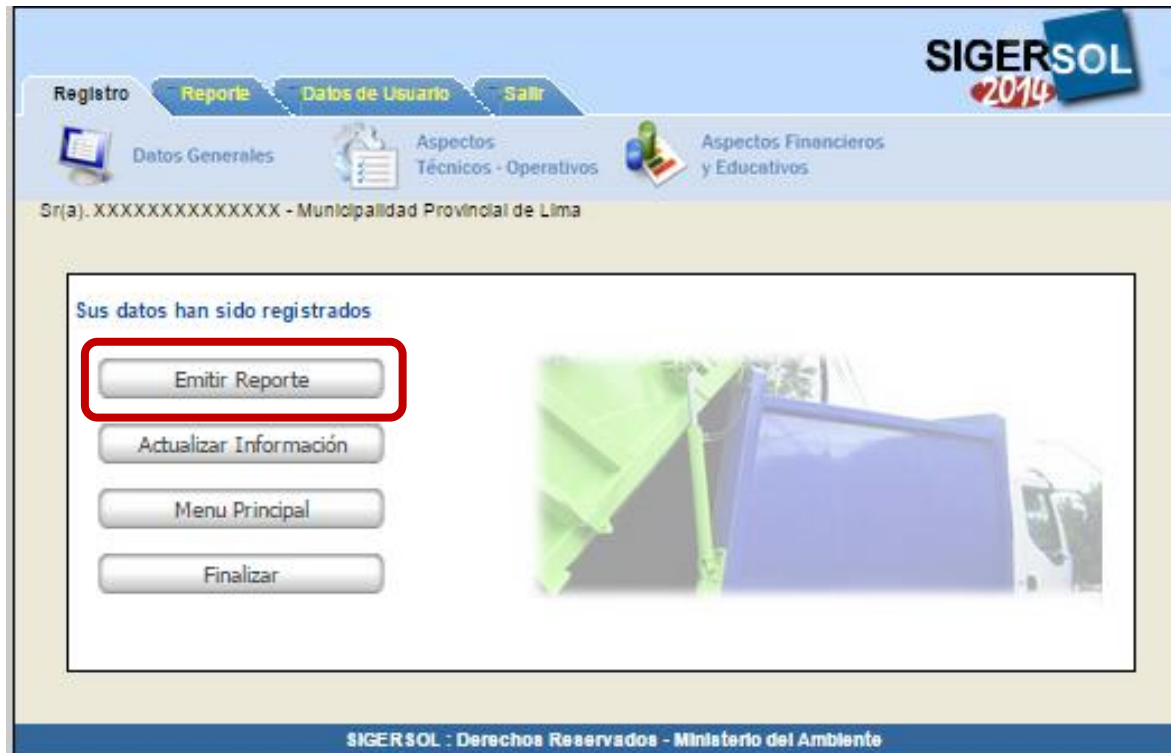 SIGERSOL
2014
Registro Reporte Datos de Usuario Salir
Datos Generales
Aspectos
Técnicos - Operativos
Aspectos Financieros
y Educativos
Sr(a). XXXXXXXXXXXXXX - Municipalidad Provincial de Lima
Sus datos han sido registrados
Emitir Reporte
Actualizar Información
Menu Principal
Finalizar
SIGERSOL : Derechos Reservados - Ministerio del Ambiente